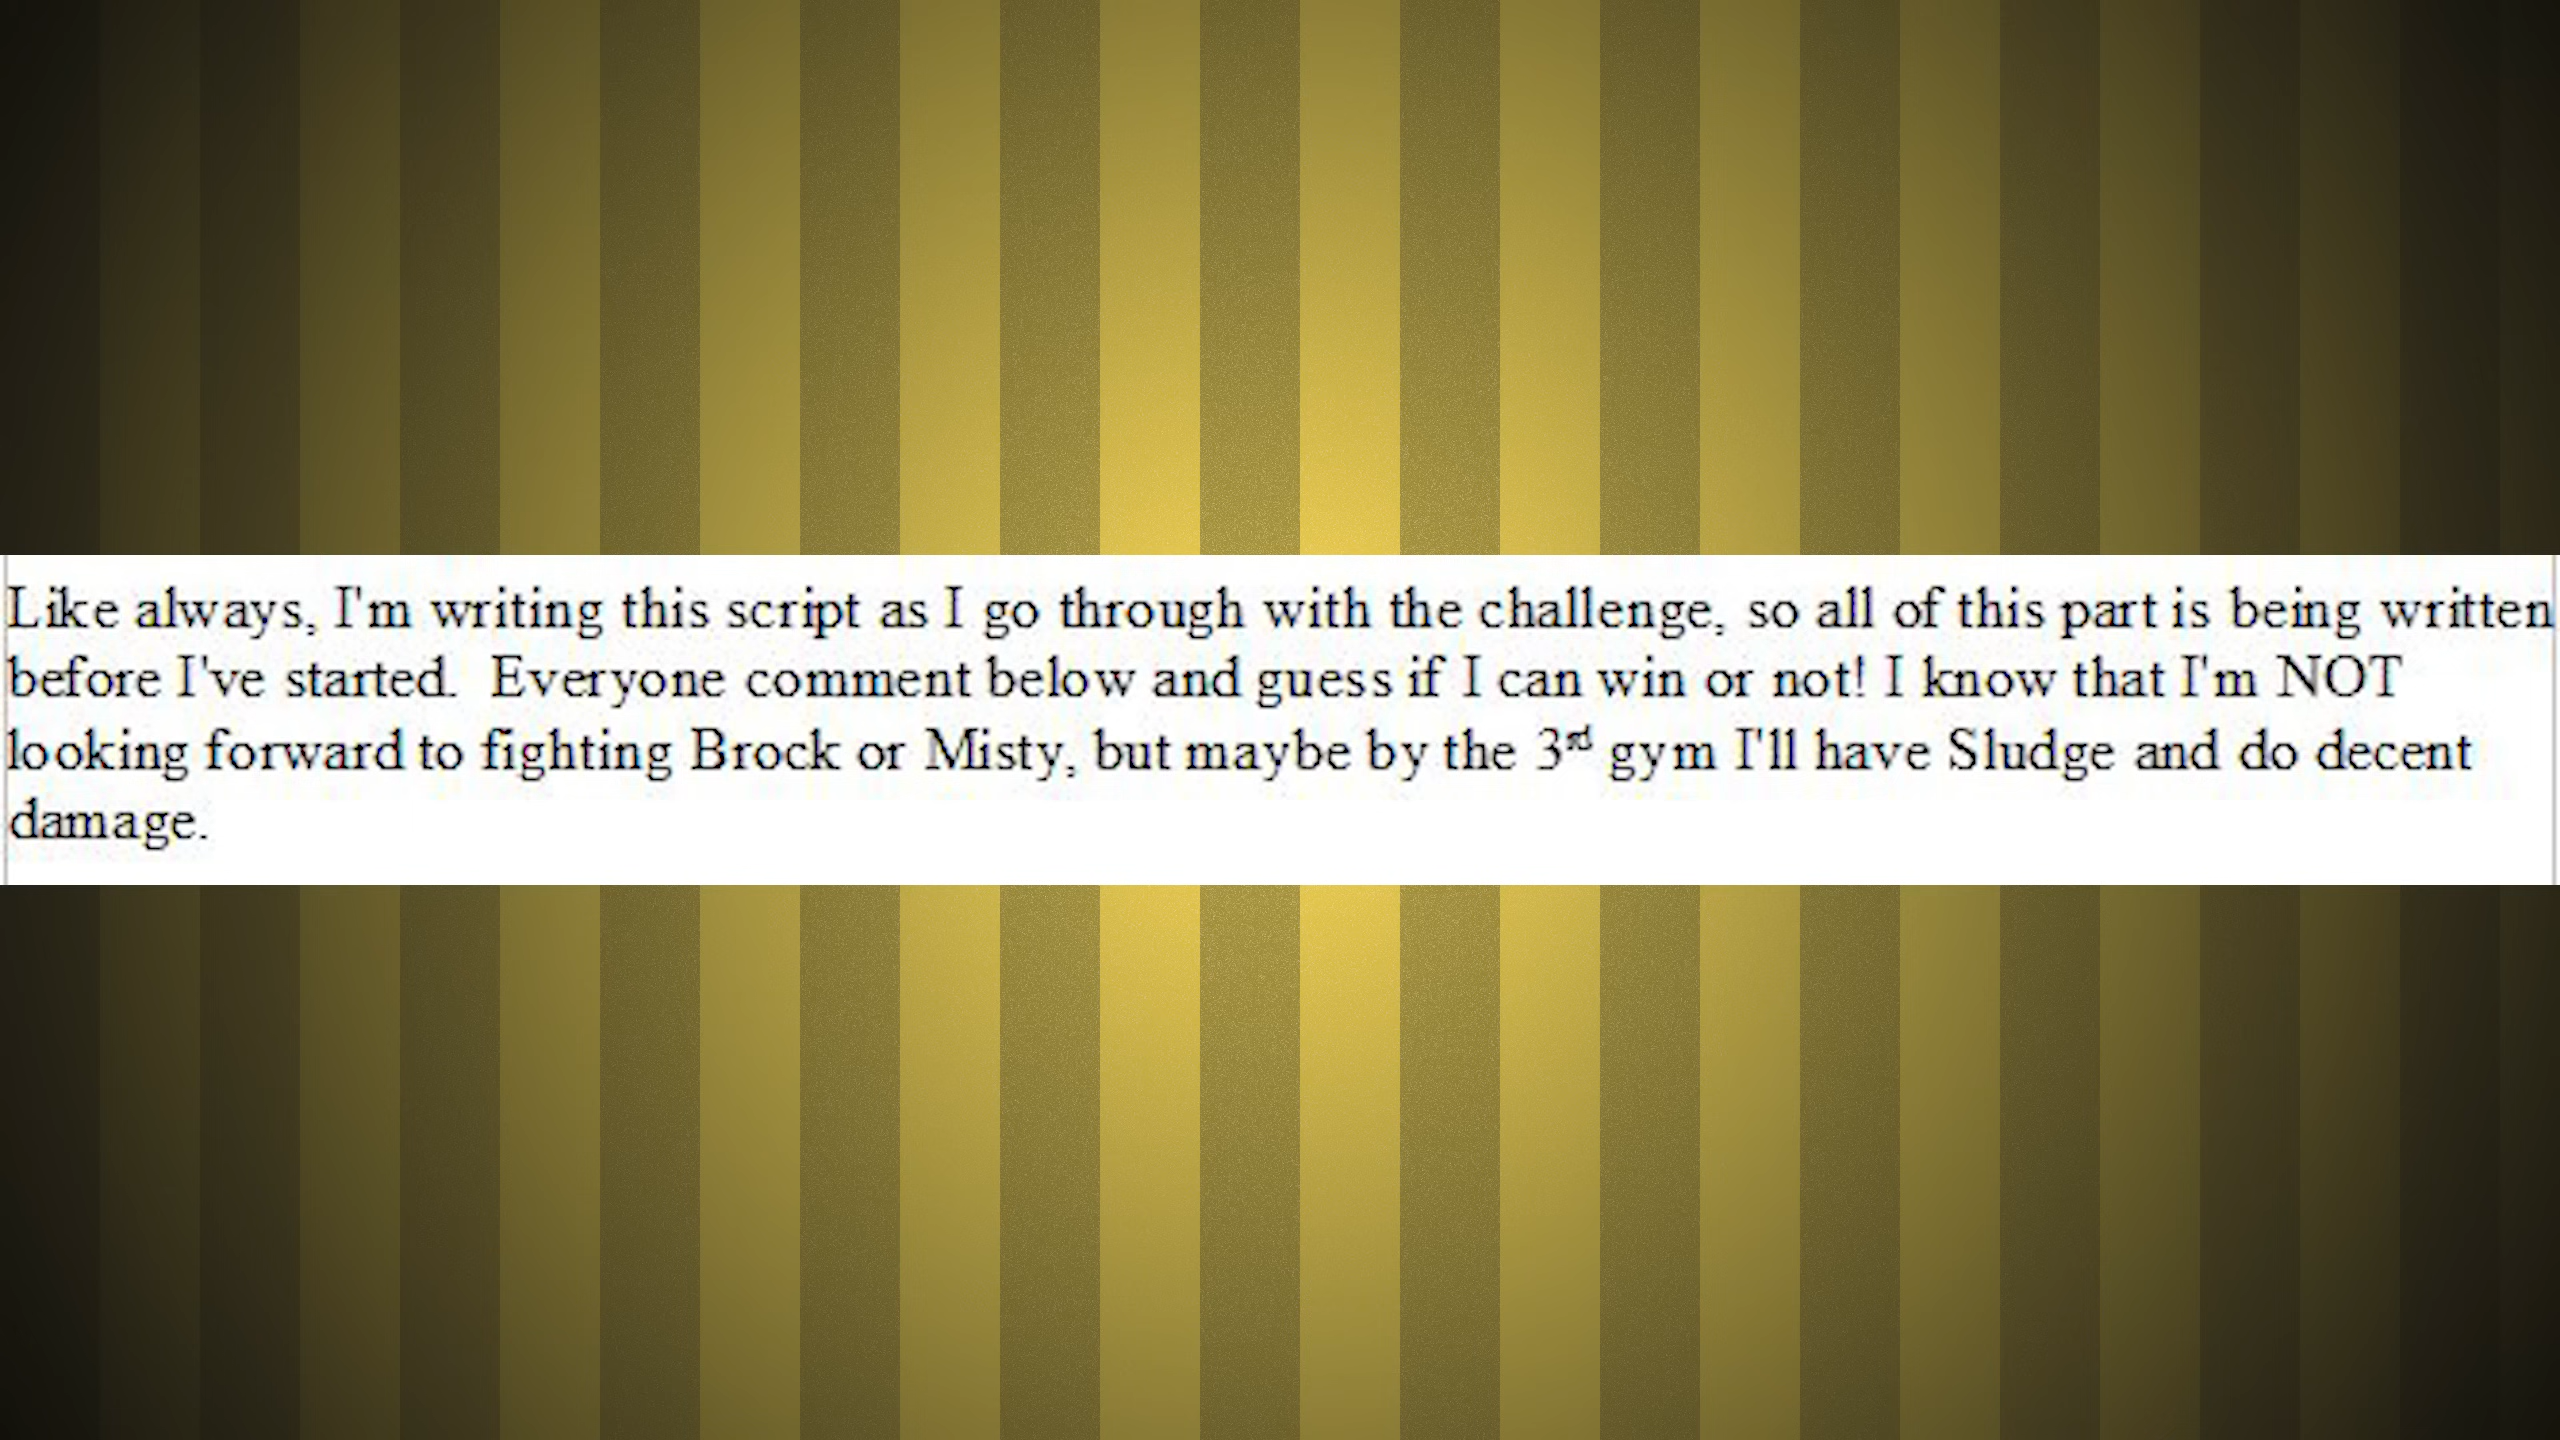 Like always, I'm writing this script as I go through with the challenge, so all of this part is being written
before I've started.  Everyone comment below and guess if I can win or not! I know that I'm NOT
looking forward to fighting Brock or Misty, but maybe by the 3rd gym I'll have Sludge and do decent
damage.